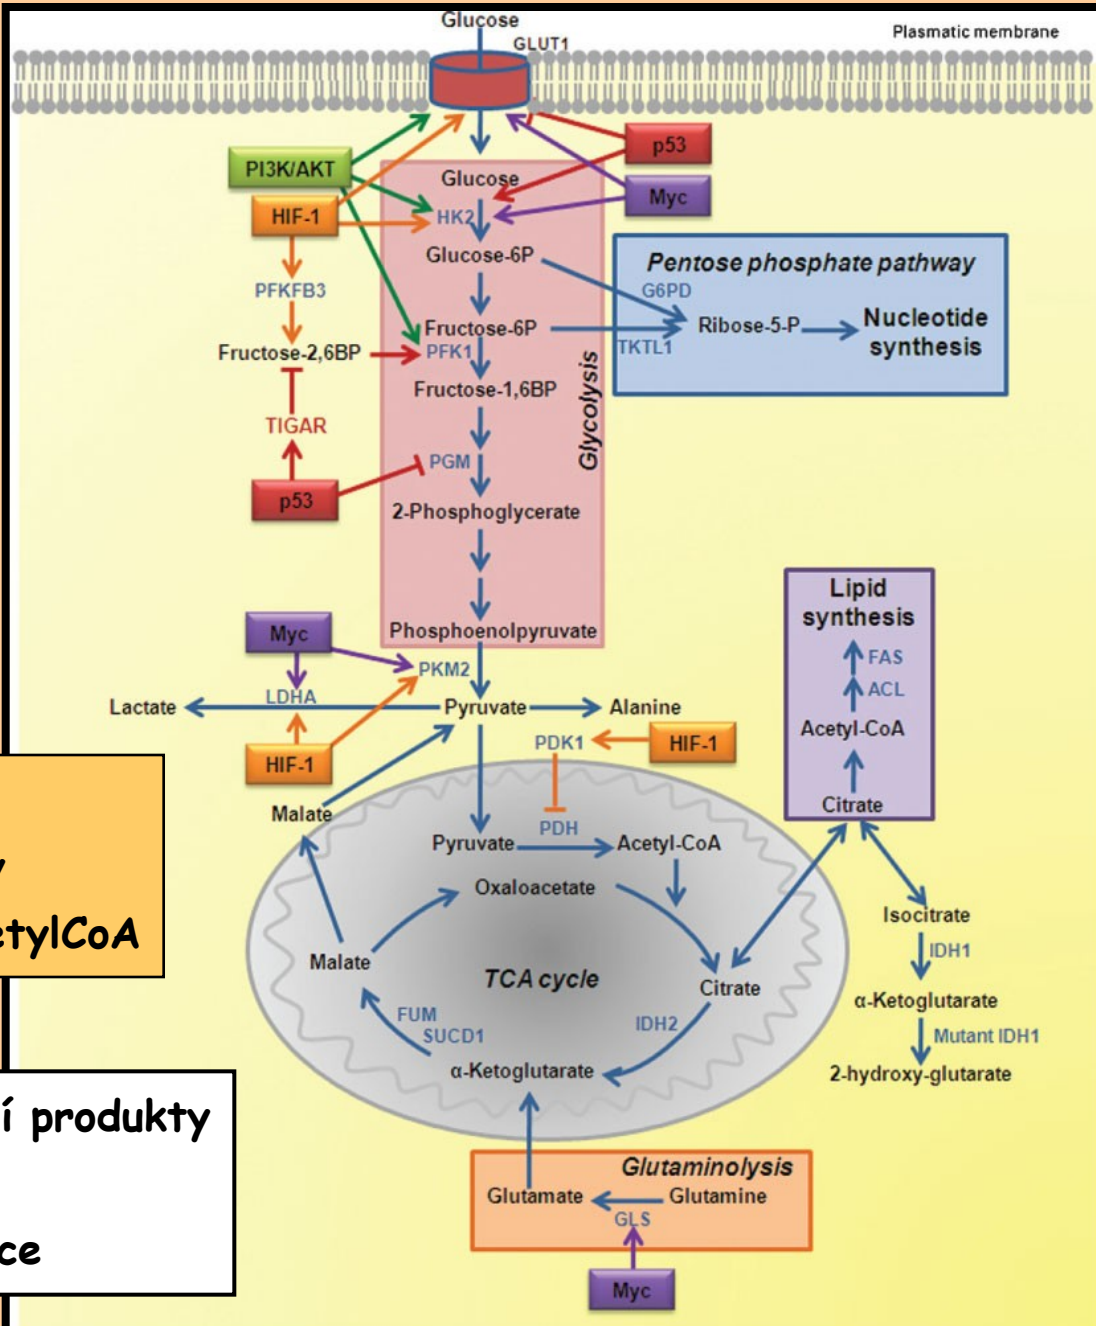 Glucose
GLUT1
Plasmatic membrane
p53
PI3K/AKT
Glucose
Myc
HIF-1
HK2
Glucose-6P
Pentose phosphate pathway
PFKFB3
G6PD
Fructose-6P
Ribose-5-P
Nucleotide
synthesis
Fructose-2,6BP
PFK1
TKTL1
Fructose-1,6BP
Glycolysis
TIGAR
PGM
p53
2-Phosphoglycerate
Lipid
synthesis
Myc
Phosphoenolpyruvate
FAS
PKM2
LDHA
ACL
Lactate
Pyruvate
Alanine
Acetyl-CoA
PDK1
HIF-1
HIF-1
Citrate
Malate
PDH
Pyruvate
Acetyl-CoA
Oxaloacetate
Isocitrate
etylCoA
IDH1
Malate
TCA cycle
Citrate
α-Ketoglutarate
FUM
IDH2
SUCD1
Mutant IDH1
α-Ketoglutarate
2-hydroxy-glutarate
í produkty
Glutaminolysis
Glutamate
Glutamine
GLS
ce
Myc